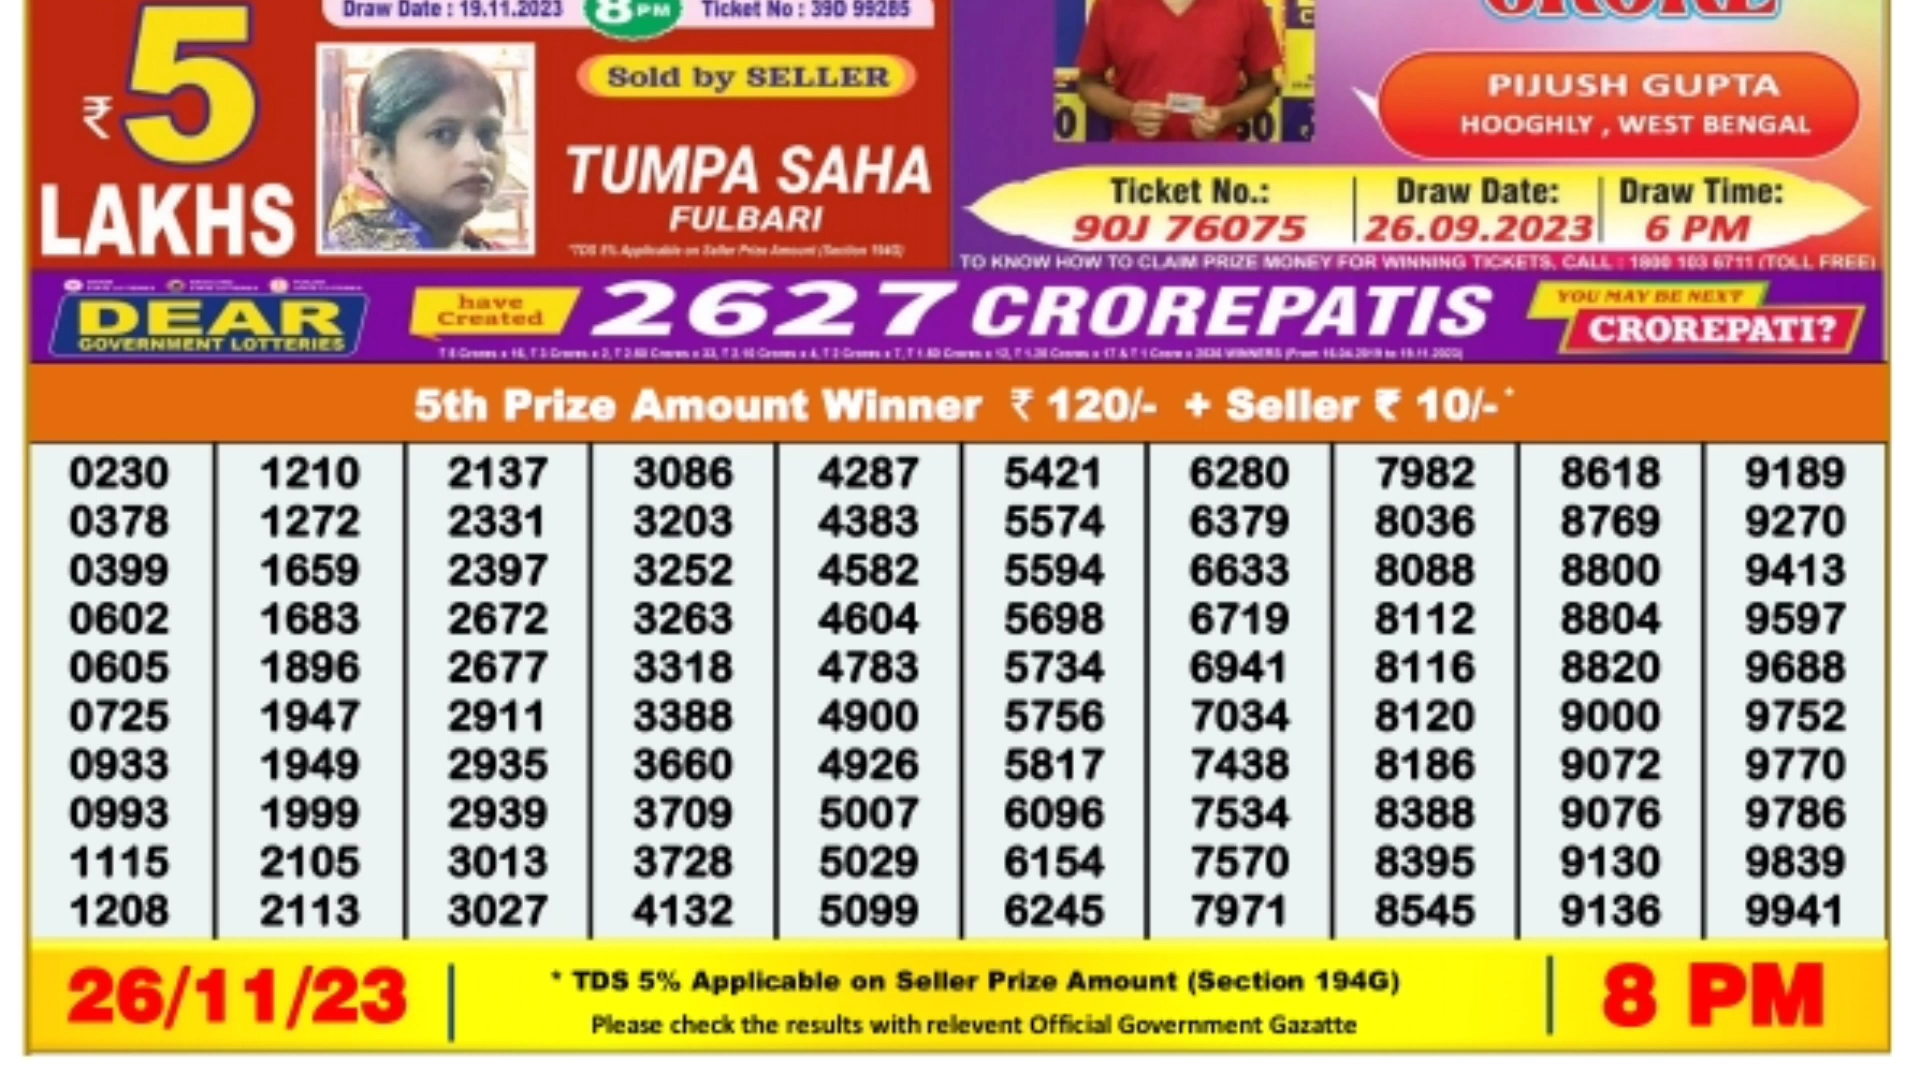 Draw Date : 19.11.2023 8PM Ticket No : 39D 99285
₹ 5
LAKHS
Sold by SELLER
TUMPA SAHA
FULBARI
*TDS 5% Applicable on Seller Prize Amount (Section 194G)
PIJUSH GUPTA
HOOGHLY , WEST BENGAL
Ticket No.: Draw Date: Draw Time:
90J 76075 26.09.2023 6 PM
TO KNOW HOW TO CLAIM PRIZE MONEY FOR WINNING TICKETS, CALL : 1800 103 6711 (TOLL FREE)
DEAR
GOVERNMENT LOTTERIES
have
Created
2627 CROREPATIS
YOU MAY BE NEXT
CROREPATI?
5th Prize Amount Winner ₹ 120/- + Seller ₹ 10/-*
0230 1210 2137 3086 4287 5421 6280 7982 8618 9189
0378 1272 2331 3203 4383 5574 6379 8036 8769 9270
0399 1659 2397 3252 4582 5594 6633 8088 8800 9413
0602 1683 2672 3263 4604 5698 6719 8112 8804 9597
0605 1896 2677 3318 4783 5734 6941 8116 8820 9688
0725 1947 2911 3388 4900 5756 7034 8120 9000 9752
0933 1949 2935 3660 4926 5817 7438 8186 9072 9770
0993 1999 2939 3709 5007 6096 7534 8388 9076 9786
1115 2105 3013 3728 5029 6154 7570 8395 9130 9839
1208 2113 3027 4132 5099 6245 7971 8545 9136 9941
26/11/23
* TDS 5% Applicable on Seller Prize Amount (Section 194G)
Please check the results with relevent Official Government Gazatte
8 PM